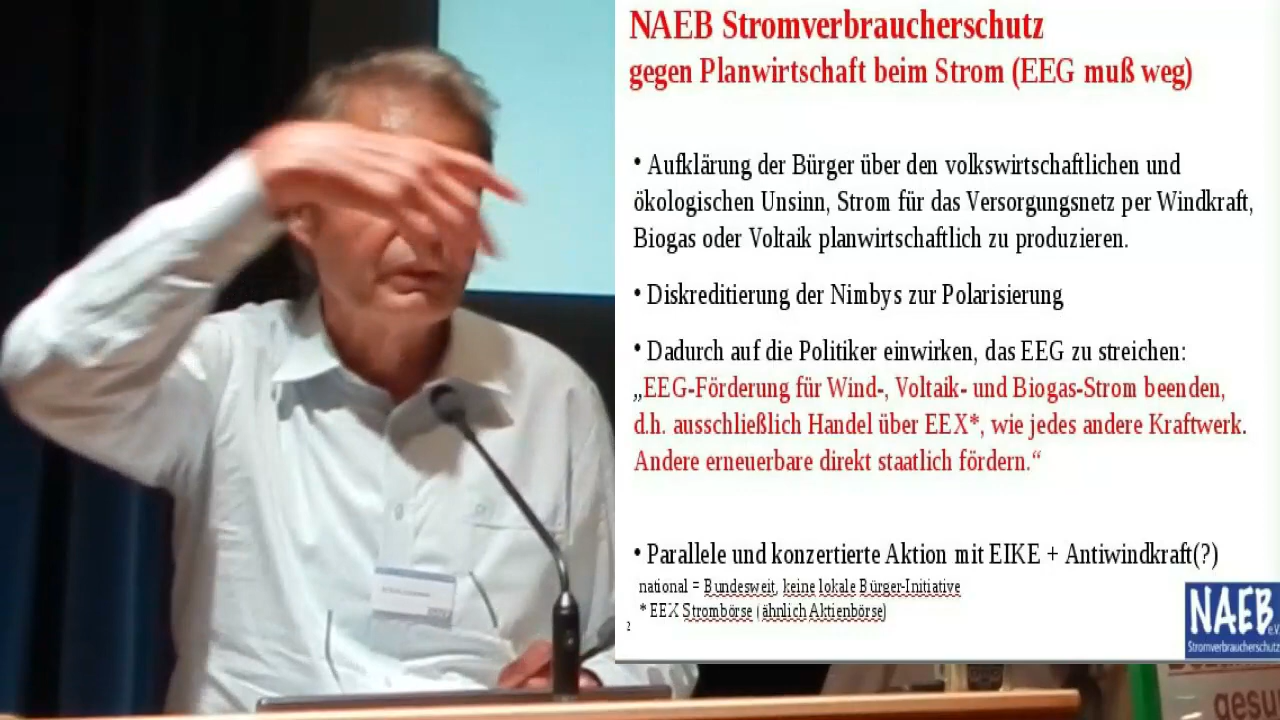 NAEB Stromverbraucherschutz
gegen Planwirtschaft beim Strom (EEG muß weg)
• Aufklärung der Bürger über den volkswirtschaftlichen und
ökologischen Unsinn, Strom für das Versorgungsnetz per Windkraft,
Biogas oder Voltaik planwirtschaftlich zu produzieren.
• Diskreditierung der Nimbys zur Polarisierung
• Dadurch auf die Politiker einwirken, das EEG zu streichen:
„EEG-Förderung für Wind-, Voltaik- und Biogas-Strom beenden,
d.h. ausschließlich Handel über EEX*, wie jedes andere Kraftwerk.
Andere erneuerbare direkt staatlich fördern.“
• Parallele und konzertierte Aktion mit EIKE + Antiwindkraft(?)
national = Bundesweit, keine lokale Bürger-Initiative
* EEX Strombörse (ähnlich Aktienbörse)
2
NAEB e.V.
Stromverbraucherschutz
gesu